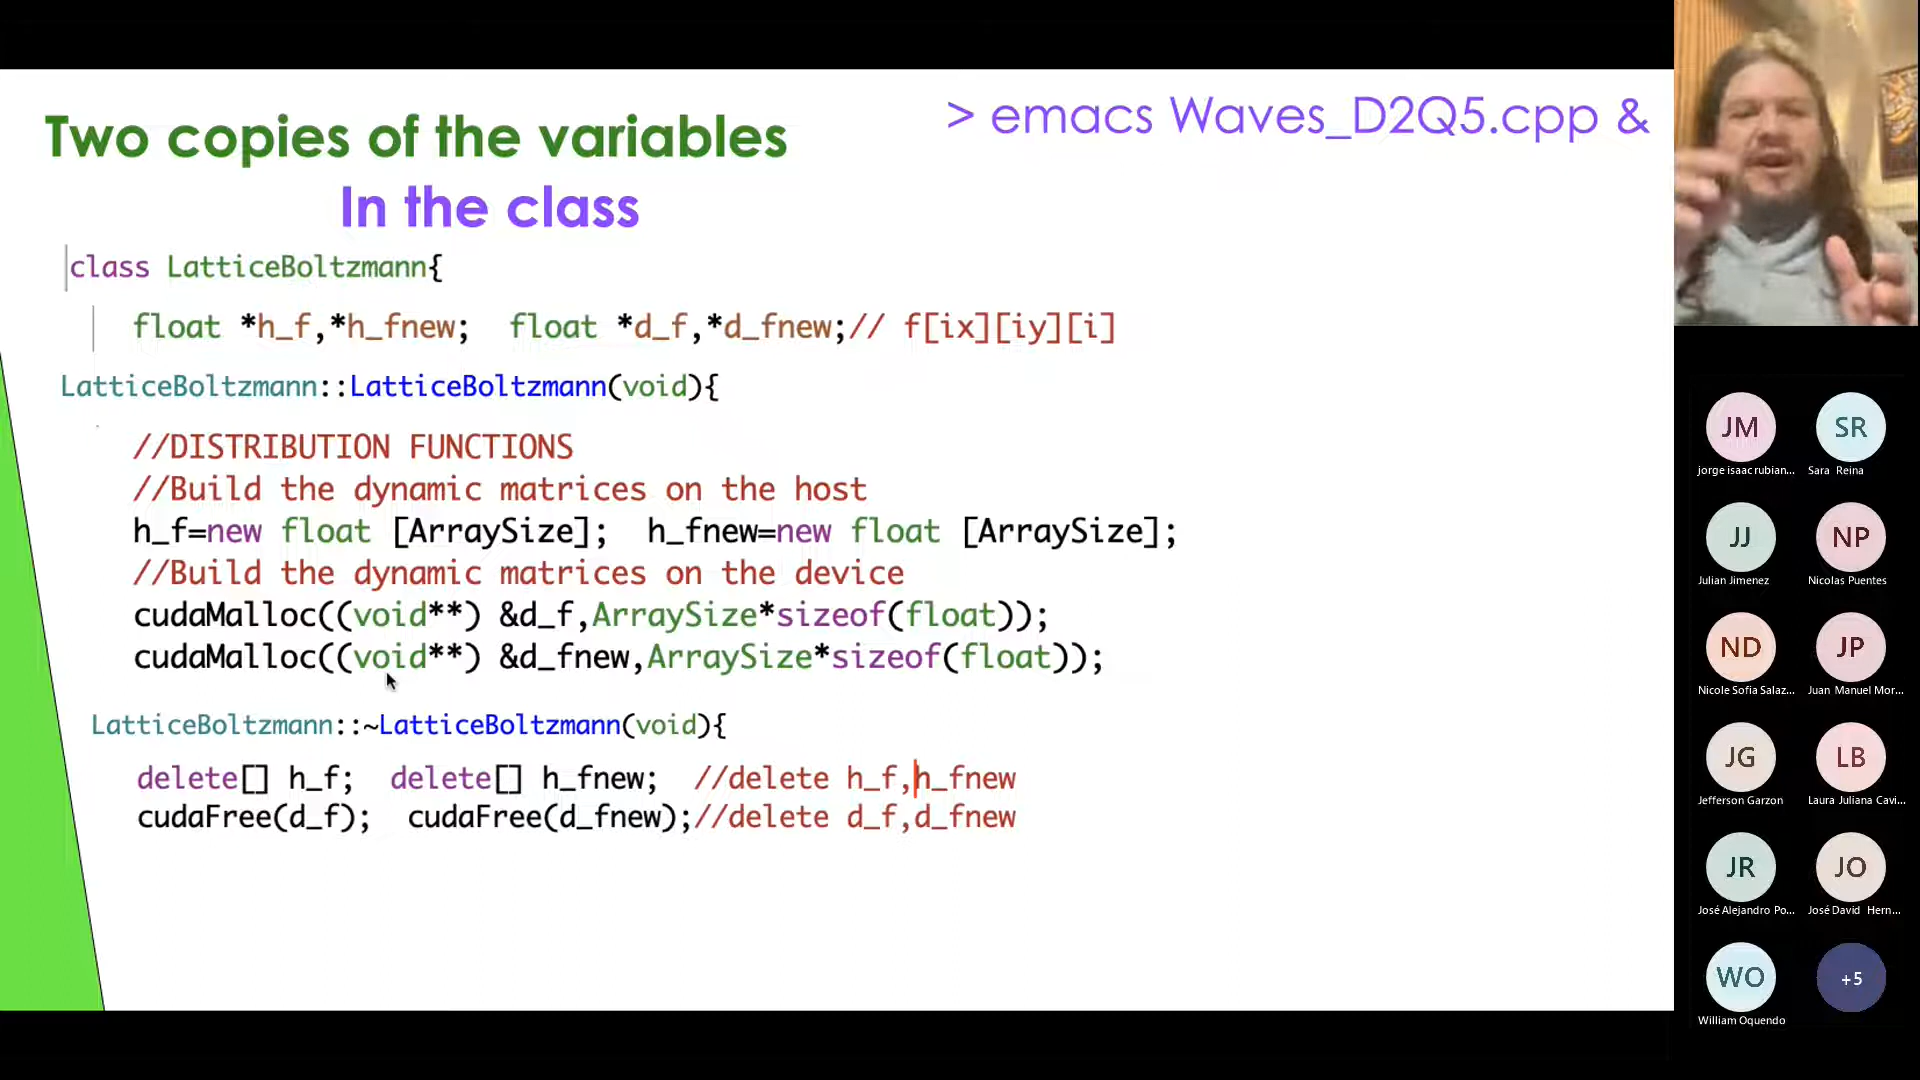 Two copies of the variables
In the class
> emacs Waves_D2Q5.cpp &
class LatticeBoltzmann{
float *h_f,*h_fnew;  float *d_f,*d_fnew;// f[ix][iy][i]
LatticeBoltzmann::LatticeBoltzmann(void){
//DISTRIBUTION FUNCTIONS
//Build the dynamic matrices on the host
h_f=new float [ArraySize];  h_fnew=new float [ArraySize];
//Build the dynamic matrices on the device
cudaMalloc((void**) &d_f,ArraySize*sizeof(float));
cudaMalloc((void**) &d_fnew,ArraySize*sizeof(float));
LatticeBoltzmann::~LatticeBoltzmann(void){
delete[] h_f;  delete[] h_fnew;  //delete h_f,h_fnew
cudaFree(d_f);  cudaFree(d_fnew);//delete d_f,d_fnew
JM SR
jorge isaac rubian... Sara Reina
JJ NP
Julian Jimenez Nicolas Puentes
ND JP
Nicole Sofia Salaz... Juan Manuel Mor...
JG LB
Jefferson Garzon Laura Juliana Cavi...
JR JO
José Alejandro Po... José David Hern...
WO +5
William Oquendo